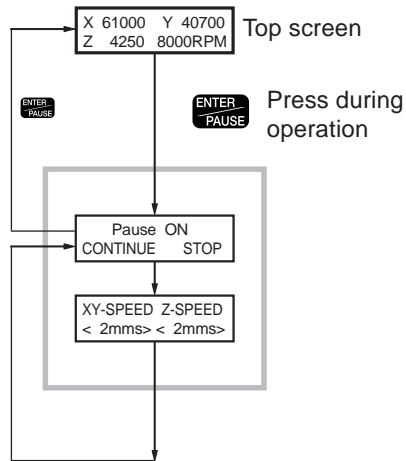 X 61000 Y 40700
Z 4250 8000RPM
Top screen
ENTER
PAUSE
ENTER
PAUSE
Press during
operation
Pause ON
CONTINUE STOP
XY-SPEED Z-SPEED
< 2mms> < 2mms>